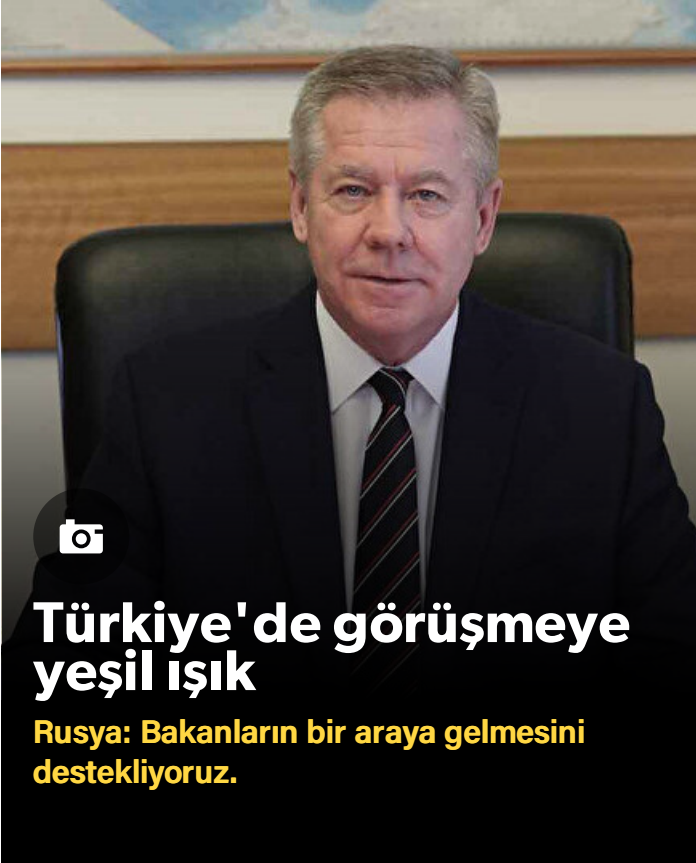 Türkiye'de görüşmeye
yeşil ışık
Rusya: Bakanların bir araya gelmesini
destekliyoruz.